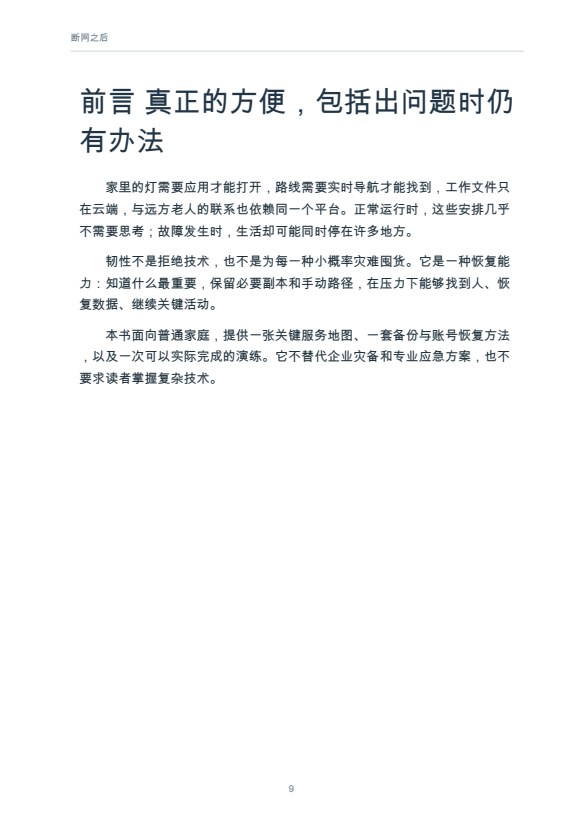 断网之后
前言 真正的方便，包括出问题时仍
有办法
家里的灯需要应用才能打开，路线需要实时导航才能找到，工作文件只
在云端，与远方老人的联系也依赖同一个平台。正常运行时，这些安排几乎
不需要思考；故障发生时，生活却可能同时停在许多地方。
韧性不是拒绝技术，也不是为每一种小概率灾难囤货。它是一种恢复能
力：知道什么最重要，保留必要副本和手动路径，在压力下能够找到人、恢
复数据、继续关键活动。
本书面向普通家庭，提供一张关键服务地图、一套备份与账号恢复方法
，以及一次可以实际完成的演练。它不替代企业灾备和专业应急方案，也不
要求读者掌握复杂技术。
9